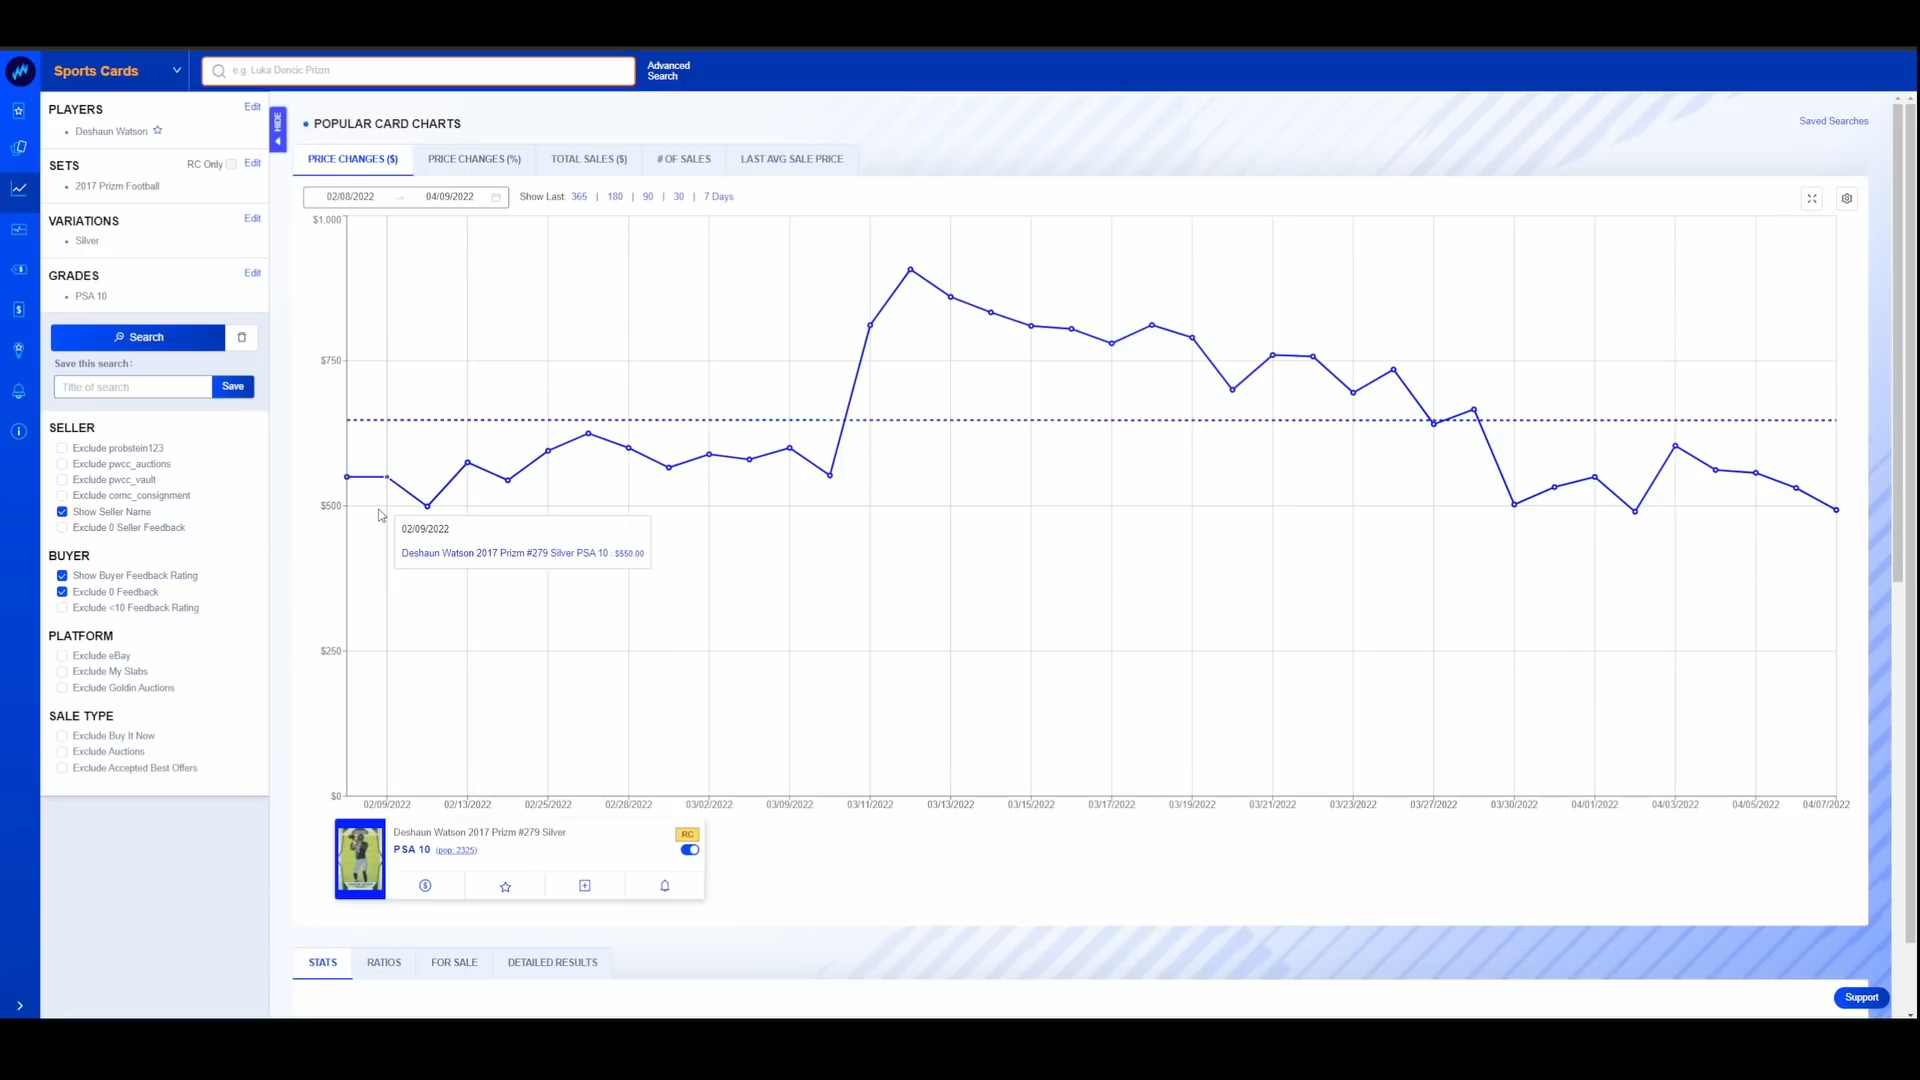 Sports Cards
e.g. Luka Doncic Prizm
Advanced
Search
PLAYERS
Edit
Deshaun Watson
SETS
RC Only
Edit
2017 Prizm Football
VARIATIONS
Edit
Silver
GRADES
Edit
PSA 10
Search
Save this search:
Title of search
Save
SELLER
Exclude probstein123
Exclude pwcc_auctions
Exclude pwcc_vault
Exclude comc_consignment
Show Seller Name
Exclude 0 Seller Feedback
BUYER
Show Buyer Feedback Rating
Exclude 0 Feedback
Exclude <10 Feedback Rating
PLATFORM
Exclude eBay
Exclude My Slabs
Exclude Goldin Auctions
SALE TYPE
Exclude Buy It Now
Exclude Auctions
Exclude Accepted Best Offers
HIDE
POPULAR CARD CHARTS
Saved Searches
PRICE CHANGES ($) PRICE CHANGES (%) TOTAL SALES ($) # OF SALES LAST AVG SALE PRICE
02/08/2022 → 04/09/2022 Show Last: 365 | 180 | 90 | 30 | 7 Days
$1,000
$750
$500
$250
$0
02/09/2022
Deshaun Watson 2017 Prizm #279 Silver PSA 10 : $550.00
02/09/2022 02/13/2022 02/25/2022 02/28/2022 03/02/2022 03/09/2022 03/11/2022 03/13/2022 03/15/2022 03/17/2022 03/19/2022 03/21/2022 03/23/2022 03/27/2022 03/30/2022 04/01/2022 04/03/2022 04/05/2022 04/07/2022
Deshaun Watson 2017 Prizm #279 Silver
RC
PSA 10 (pop: 2325)
STATS RATIOS FOR SALE DETAILED RESULTS
Support